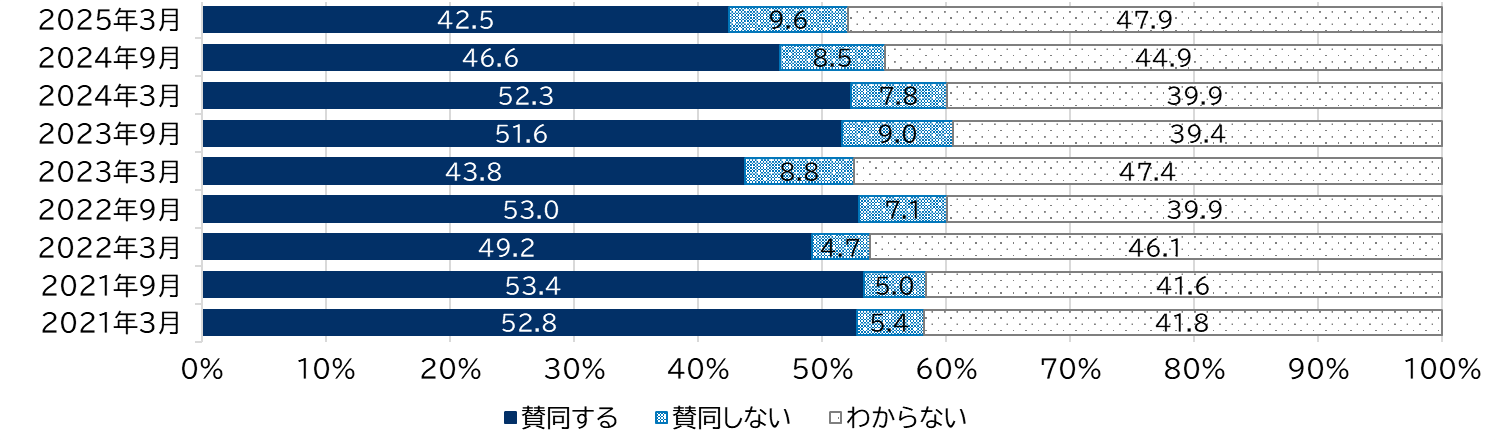 2025年3月 42.5 9.6 47.9
2024年9月 46.6 8.5 44.9
2024年3月 52.3 7.8 39.9
2023年9月 51.6 9.0 39.4
2023年3月 43.8 8.8 47.4
2022年9月 53.0 7.1 39.9
2022年3月 49.2 4.7 46.1
2021年9月 53.4 5.0 41.6
2021年3月 52.8 5.4 41.8
0% 10% 20% 30% 40% 50% 60% 70% 80% 90% 100%
賛同する 賛同しない わからない